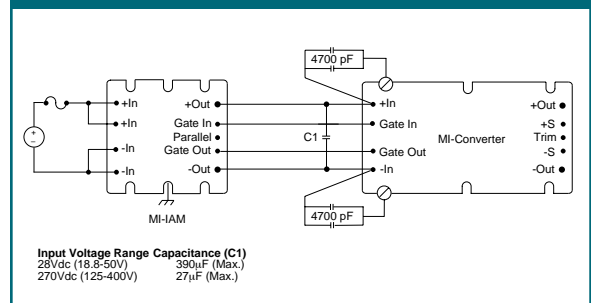 4700 pF
+In
+In
-In
-In
+Out
Gate In
Parallel
Gate Out
-Out
MI-IAM
C1
+In
Gate In
Gate Out
-In
MI-Converter
+Out
+S
Trim
-S
-Out
4700 pF
Input Voltage Range Capacitance (C1)
28Vdc (18.8-50V) 390µF (Max.)
270Vdc (125-400V) 27µF (Max.)